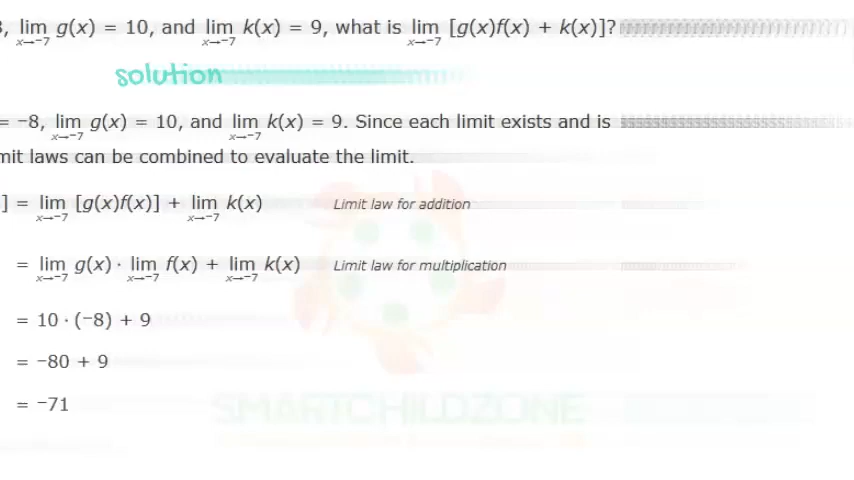 8, lim x→−7 g(x) = 10, and lim x→−7 k(x) = 9, what is lim x→−7 [g(x)f(x) + k(x)]?
solution
= −8, lim x→−7 g(x) = 10, and lim x→−7 k(x) = 9. Since each limit exists and is
mit laws can be combined to evaluate the limit.
] = lim x→−7 [g(x)f(x)] + lim x→−7 k(x) Limit law for addition
= lim x→−7 g(x) · lim x→−7 f(x) + lim x→−7 k(x) Limit law for multiplication
= 10 · (−8) + 9
= −80 + 9
= −71
SMARTCHILDZONE